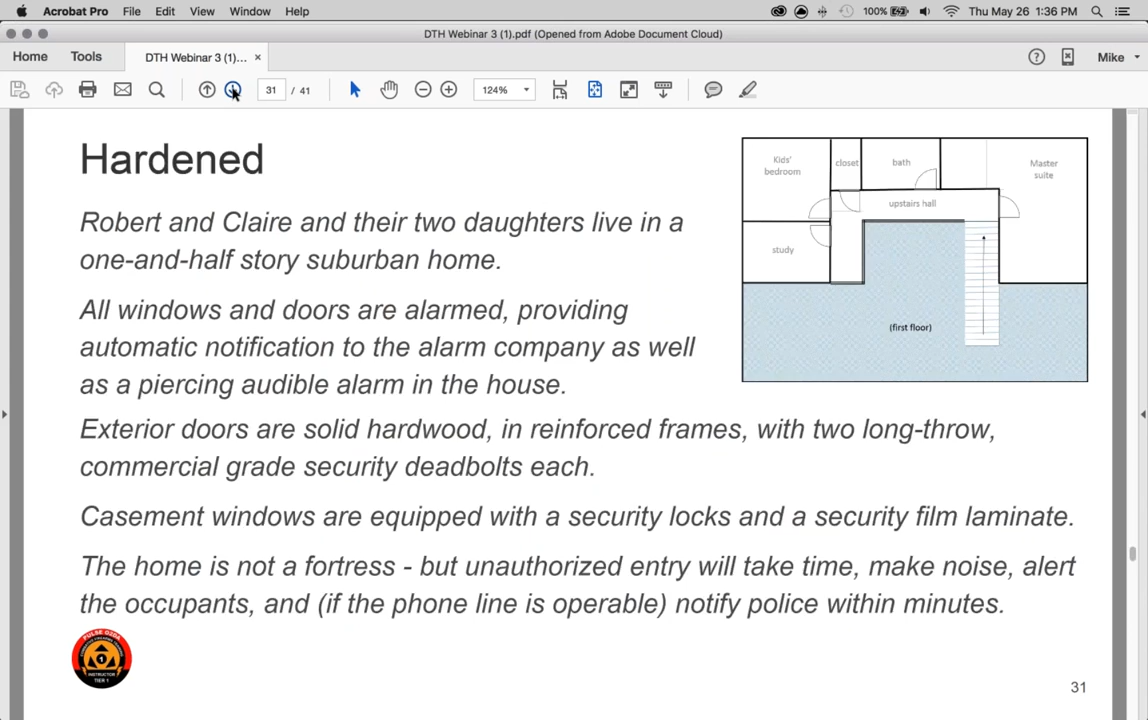 Acrobat Pro File Edit View Window Help 100% Thu May 26 1:36 PM
DTH Webinar 3 (1).pdf (Opened from Adobe Document Cloud)
Home Tools DTH Webinar 3 (1)... × Mike
31 / 41 124%
Hardened
Robert and Claire and their two daughters live in a
one-and-half story suburban home.
All windows and doors are alarmed, providing
automatic notification to the alarm company as well
as a piercing audible alarm in the house.
Kids'
bedroom
closet
bath
Master
suite
upstairs hall
study
(first floor)
Exterior doors are solid hardwood, in reinforced frames, with two long-throw,
commercial grade security deadbolts each.
Casement windows are equipped with a security locks and a security film laminate.
The home is not a fortress - but unauthorized entry will take time, make noise, alert
the occupants, and (if the phone line is operable) notify police within minutes.
PULSE O2DA
1
INSTRUCTOR
TIER 1
31